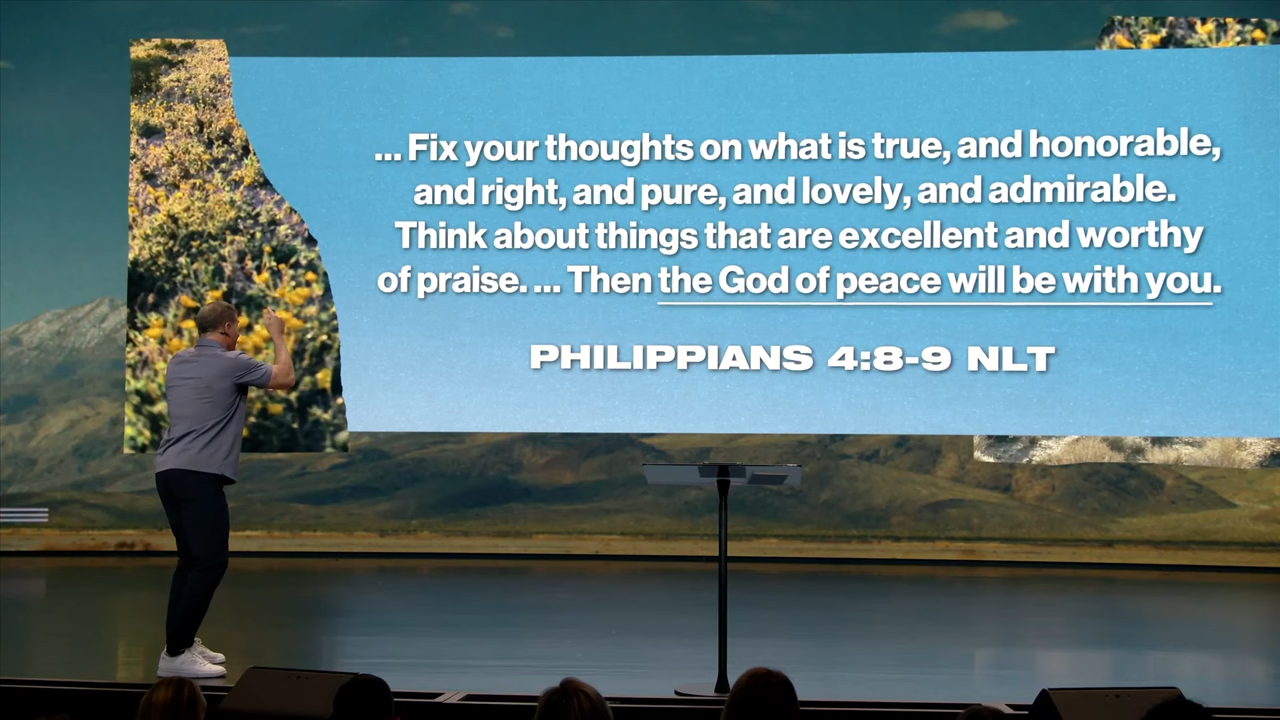 ... Fix your thoughts on what is true, and honorable,
and right, and pure, and lovely, and admirable.
Think about things that are excellent and worthy
of praise. ... Then the God of peace will be with you.
PHILIPPIANS 4:8-9 NLT